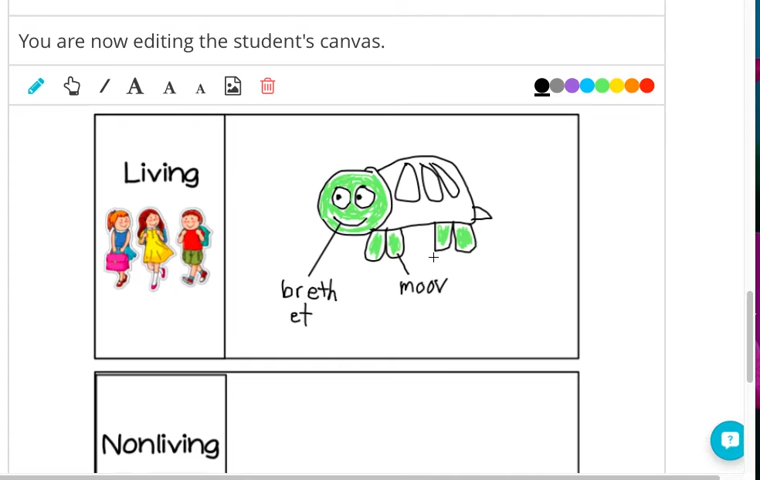 You are now editing the student's canvas.
A A A
Living
breth
et
moov
Nonliving